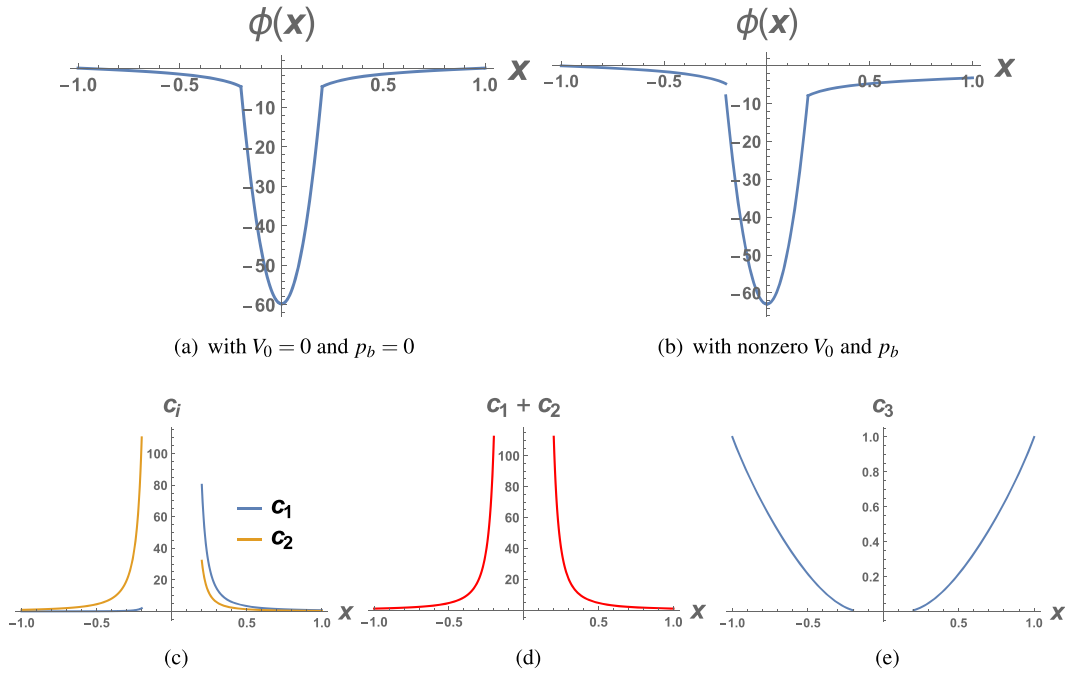 ϕ(x)
x
−1.0 −0.5 0.5 1.0
−10
−20
−30
−40
−50
−60
(a) with V₀ = 0 and p_b = 0
ϕ(x)
x
−1.0 −0.5 0.5 1.0
−10
−20
−30
−40
−50
−60
(b) with nonzero V₀ and p_b
cᵢ
100
80
60
40
20
c₁
c₂
-1.0 -0.5 0.5 1.0 x
(c)
c₁ + c₂
100
80
60
40
20
-1.0 -0.5 0.5 1.0 x
(d)
c₃
1.0
0.8
0.6
0.4
0.2
-1.0 -0.5 0.5 1.0 x
(e)